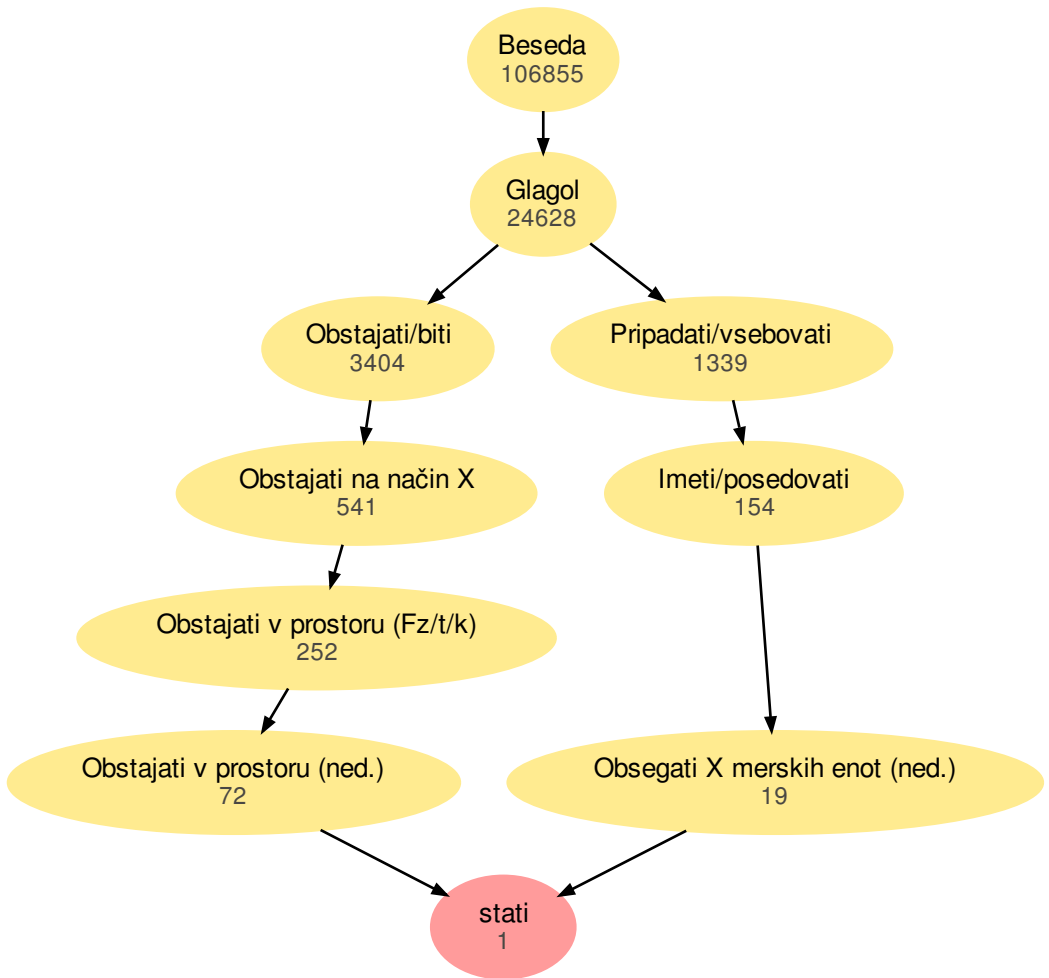 Beseda
106855
Glagol
24628
Obstajati/biti
3404
Pripadati/vsebovati
1339
Obstajati na način X
541
Imeti/posedovati
154
Obstajati v prostoru (Fz/t/k)
252
Obstajati v prostoru (ned.)
72
Obsegati X merskih enot (ned.)
19
stati
1